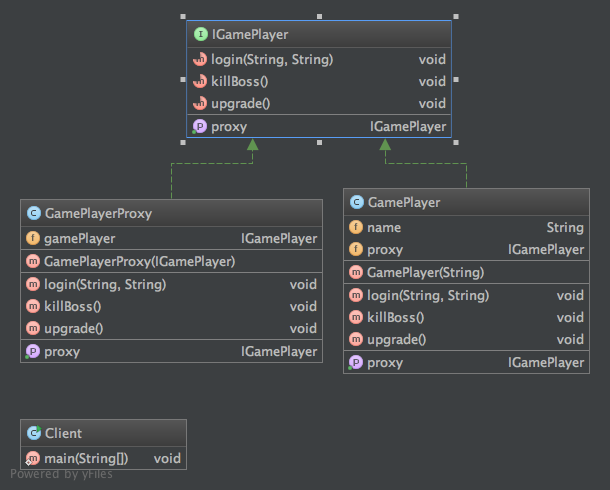 IGamePlayer
login(String, String) void
killBoss() void
upgrade() void
proxy IGamePlayer
GamePlayerProxy
gamePlayer IGamePlayer
GamePlayerProxy(IGamePlayer)
login(String, String) void
killBoss() void
upgrade() void
proxy IGamePlayer
GamePlayer
name String
proxy IGamePlayer
GamePlayer(String)
login(String, String) void
killBoss() void
upgrade() void
proxy IGamePlayer
Client
main(String[]) void
Powered by yFiles